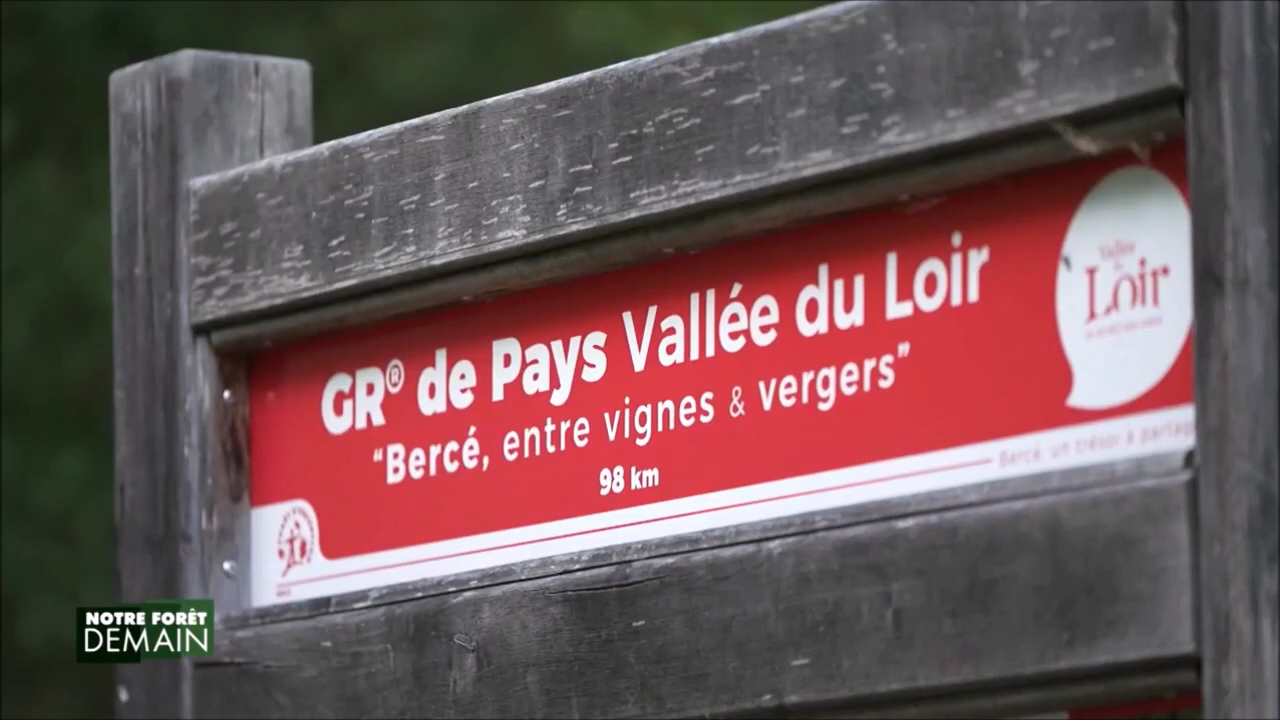 GR® de Pays Vallée du Loir
“Bercé, entre vignes & vergers”
98 km
Vallée
Loir
Bercé, un trésor à partag
NOTRE FORÊT
DEMAIN